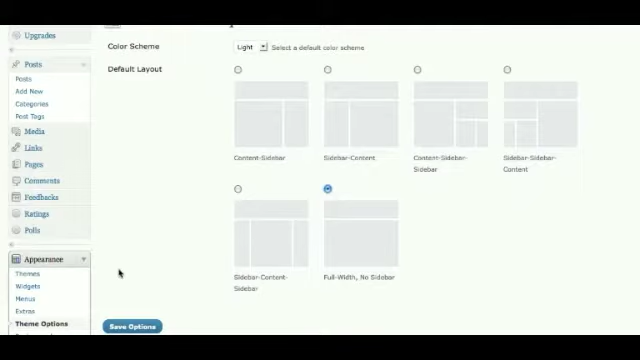 Upgrades
Posts
Posts
Add New
Categories
Post Tags
Media
Links
Pages
Comments
Feedbacks
Ratings
Polls
Appearance
Themes
Widgets
Menus
Extras
Theme Options
Color Scheme
Light
Select a default color scheme
Default Layout
Content-Sidebar
Sidebar-Content
Content-Sidebar-
Sidebar
Sidebar-Sidebar-
Content
Sidebar-Content-
Sidebar
Full-Width, No Sidebar
Save Options